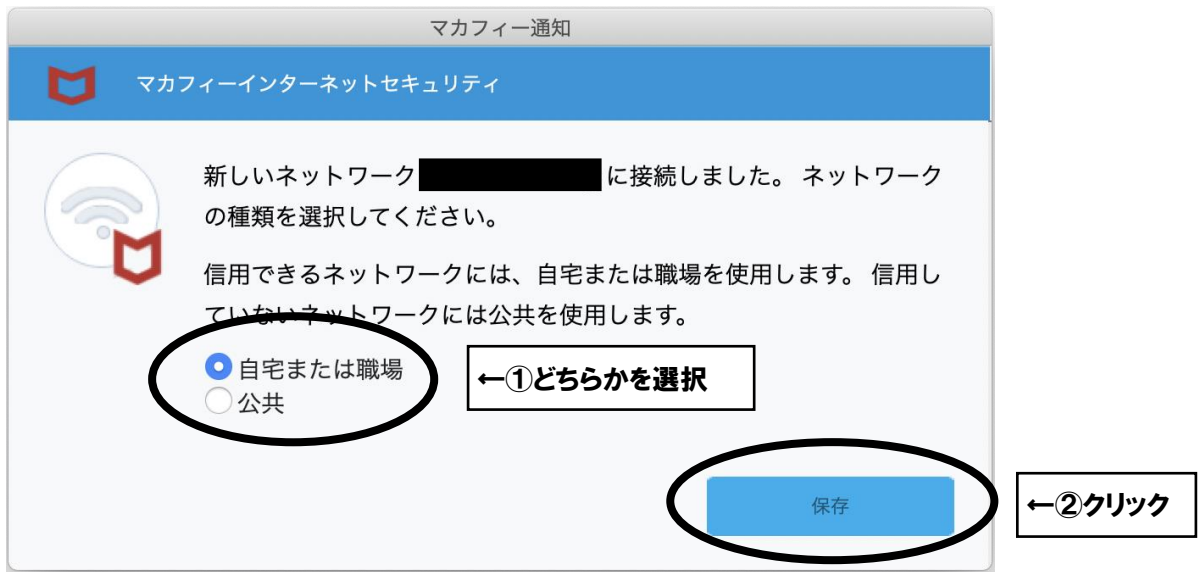 マカフィー通知
マカフィーインターネットセキュリティ
新しいネットワーク に接続しました。 ネットワーク
の種類を選択してください。
信用できるネットワークには、自宅または職場を使用します。 信用し
ていないネットワークには公共を使用します。
自宅または職場
←①どちらかを選択
公共
保存
←②クリック